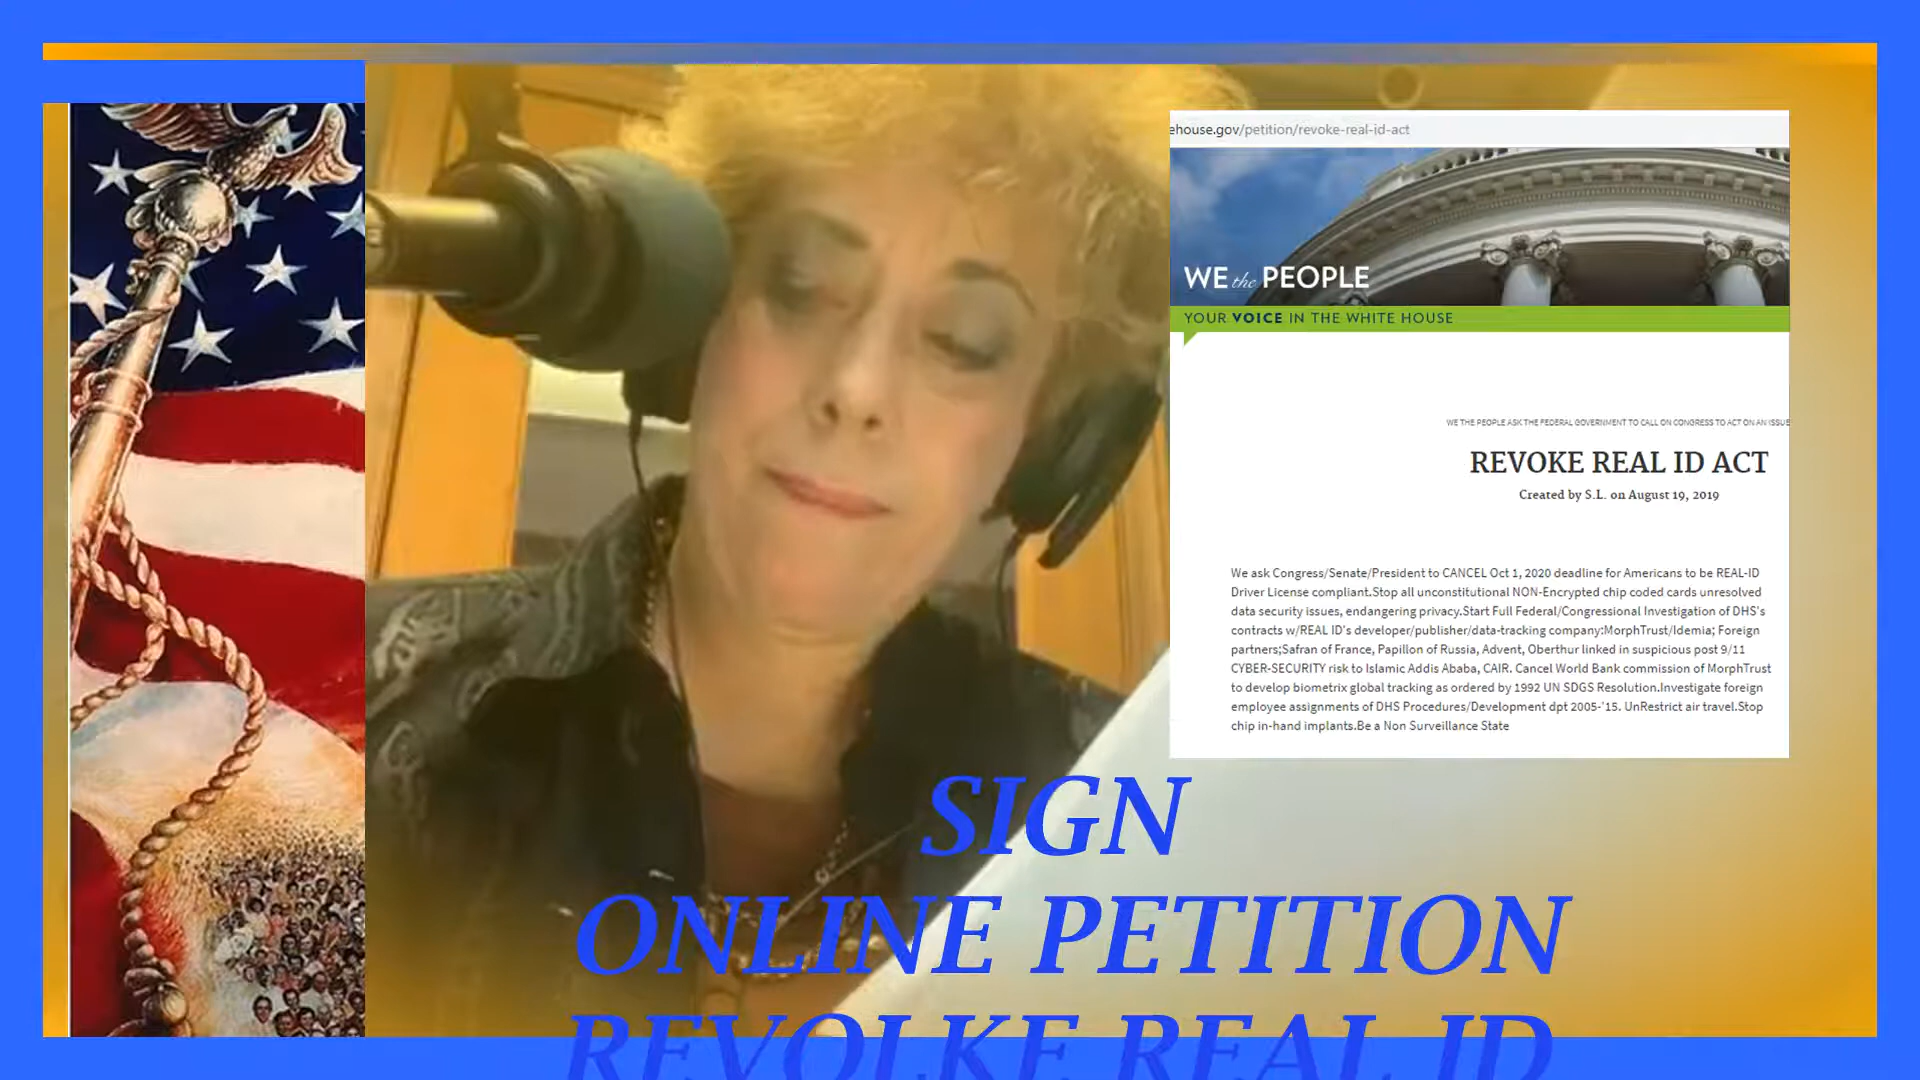 ehouse.gov/petition/revoke-real-id-act
WE the PEOPLE
YOUR VOICE IN THE WHITE HOUSE
WE THE PEOPLE ASK THE FEDERAL GOVERNMENT TO CALL ON CONGRESS TO ACT ON AN ISSUE
REVOKE REAL ID ACT
Created by S.L. on August 19, 2019
We ask Congress/Senate/President to CANCEL Oct 1, 2020 deadline for Americans to be REAL-ID
Driver License compliant.Stop all unconstitutional NON-Encrypted chip coded cards unresolved
data security issues, endangering privacy.Start Full Federal/Congressional Investigation of DHS's
contracts w/REAL ID's developer/publisher/data-tracking company:MorphTrust/Idemia; Foreign
partners;Safran of France, Papillon of Russia, Advent, Oberthur linked in suspicious post 9/11
CYBER-SECURITY risk to Islamic Addis Ababa, CAIR. Cancel World Bank commission of MorphTrust
to develop biometrix global tracking as ordered by 1992 UN SDGS Resolution.Investigate foreign
employee assignments of DHS Procedures/Development dpt 2005-'15. UnRestrict air travel.Stop
chip in-hand implants.Be a Non Surveillance State
SIGN
ONLINE PETITION
REVOLKE REAL ID